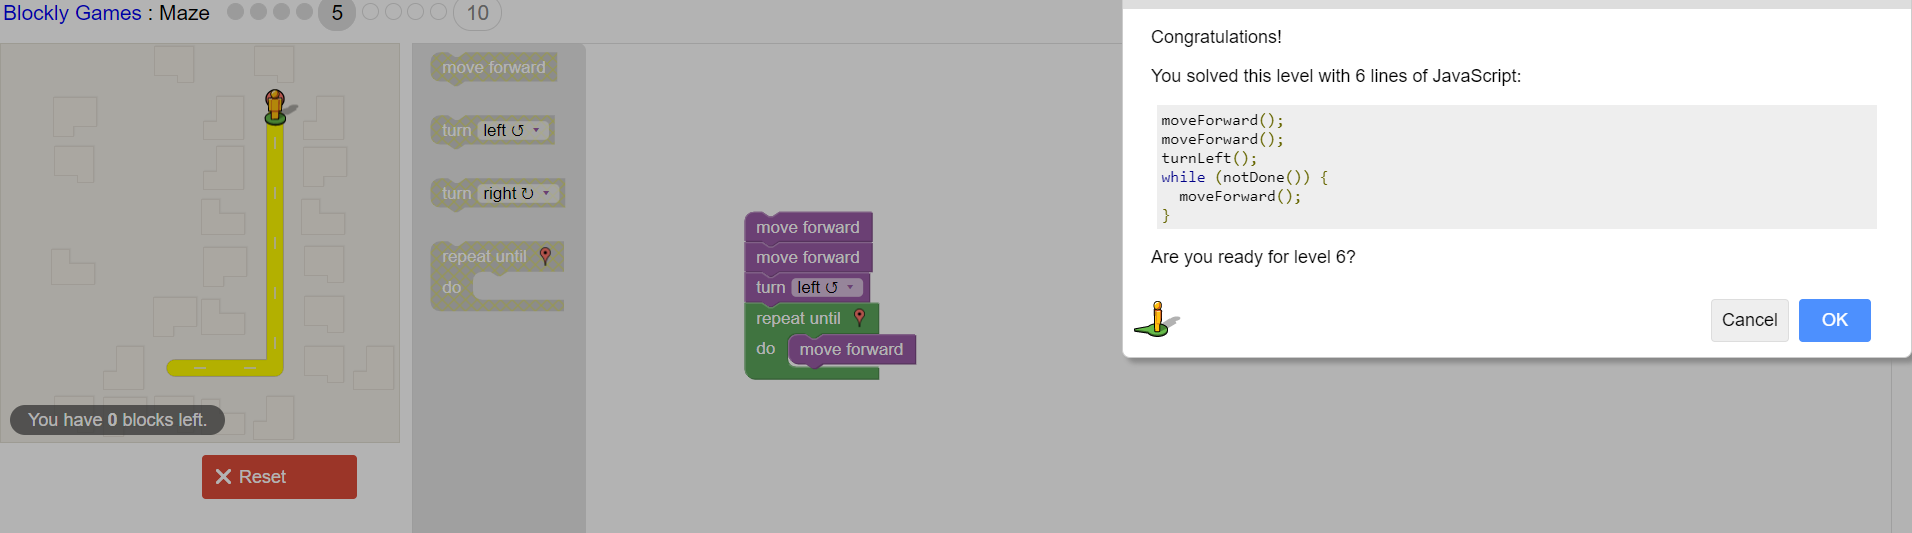 Blockly Games : Maze 5 10
move forward
turn left ↺
turn right ↻
repeat until
do
You have 0 blocks left.
Reset
move forward
move forward
turn left ↺
repeat until
do move forward
Congratulations!
You solved this level with 6 lines of JavaScript:
moveForward();
moveForward();
turnLeft();
while (notDone()) {
  moveForward();
}
Are you ready for level 6?
Cancel OK